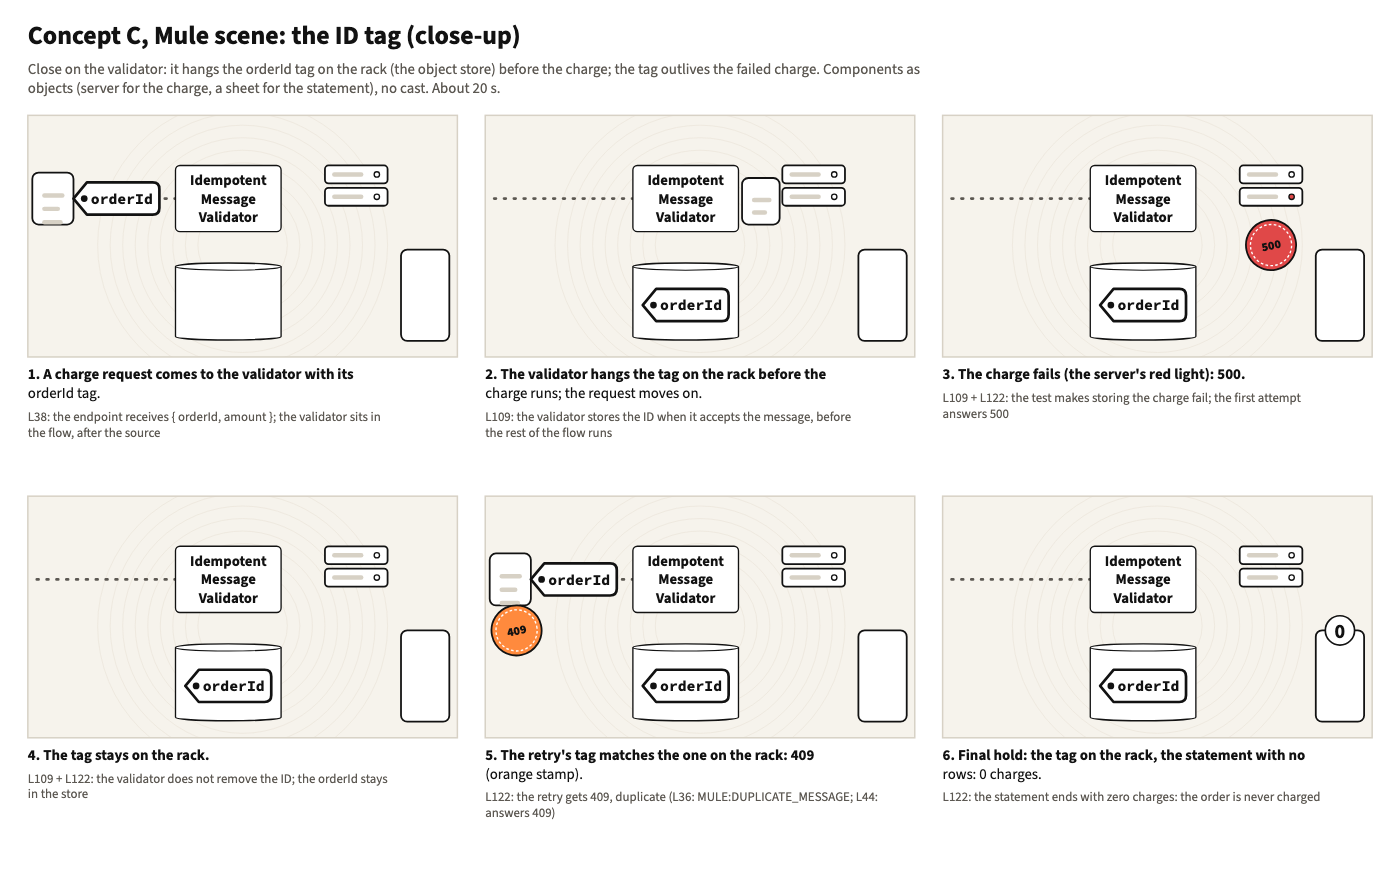 Concept C, Mule scene: the ID tag (close-up)
Close on the validator: it hangs the orderId tag on the rack (the object store) before the charge; the tag outlives the failed charge. Components as
objects (server for the charge, a sheet for the statement), no cast. About 20 s.
orderId
Idempotent
Message
Validator
1. A charge request comes to the validator with its
orderId tag.
L38: the endpoint receives { orderId, amount }; the validator sits in
the flow, after the source
Idempotent
Message
Validator
orderId
2. The validator hangs the tag on the rack before the
charge runs; the request moves on.
L109: the validator stores the ID when it accepts the message, before
the rest of the flow runs
Idempotent
Message
Validator
500
orderId
3. The charge fails (the server's red light): 500.
L109 + L122: the test makes storing the charge fail; the first attempt
answers 500
Idempotent
Message
Validator
orderId
4. The tag stays on the rack.
L109 + L122: the validator does not remove the ID; the orderId stays
in the store
orderId
Idempotent
Message
Validator
409
orderId
5. The retry's tag matches the one on the rack: 409
(orange stamp).
L122: the retry gets 409, duplicate (L36: MULE:DUPLICATE_MESSAGE; L44:
answers 409)
Idempotent
Message
Validator
0
orderId
6. Final hold: the tag on the rack, the statement with no
rows: 0 charges.
L122: the statement ends with zero charges: the order is never charged